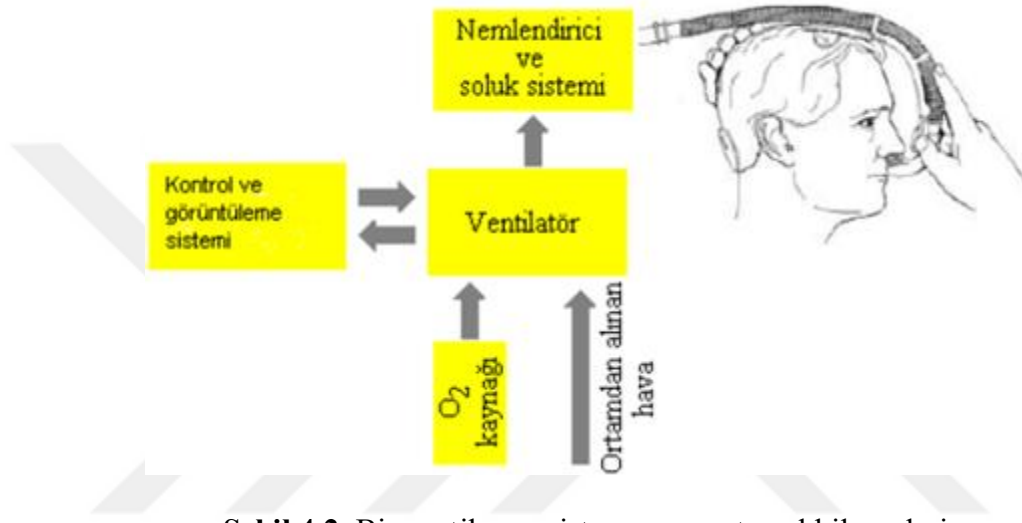 Nemlendirici
ve
soluk sistemi
Kontrol ve
görüntüleme
sistemi
Ventilatör
O2
kaynağı
Ortamdan alınan
hava